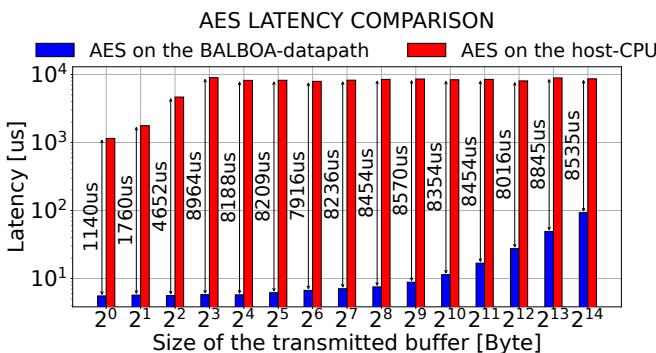 AES LATENCY COMPARISON
AES on the BALBOA-datapath AES on the host-CPU
Latency [us]
10^4
10^3
10^2
10^1
1140us
1760us
4652us
8964us
8188us
8209us
7916us
8236us
8454us
8570us
8354us
8454us
8016us
8845us
8535us
2^0 2^1 2^2 2^3 2^4 2^5 2^6 2^7 2^8 2^9 2^10 2^11 2^12 2^13 2^14
Size of the transmitted buffer [Byte]